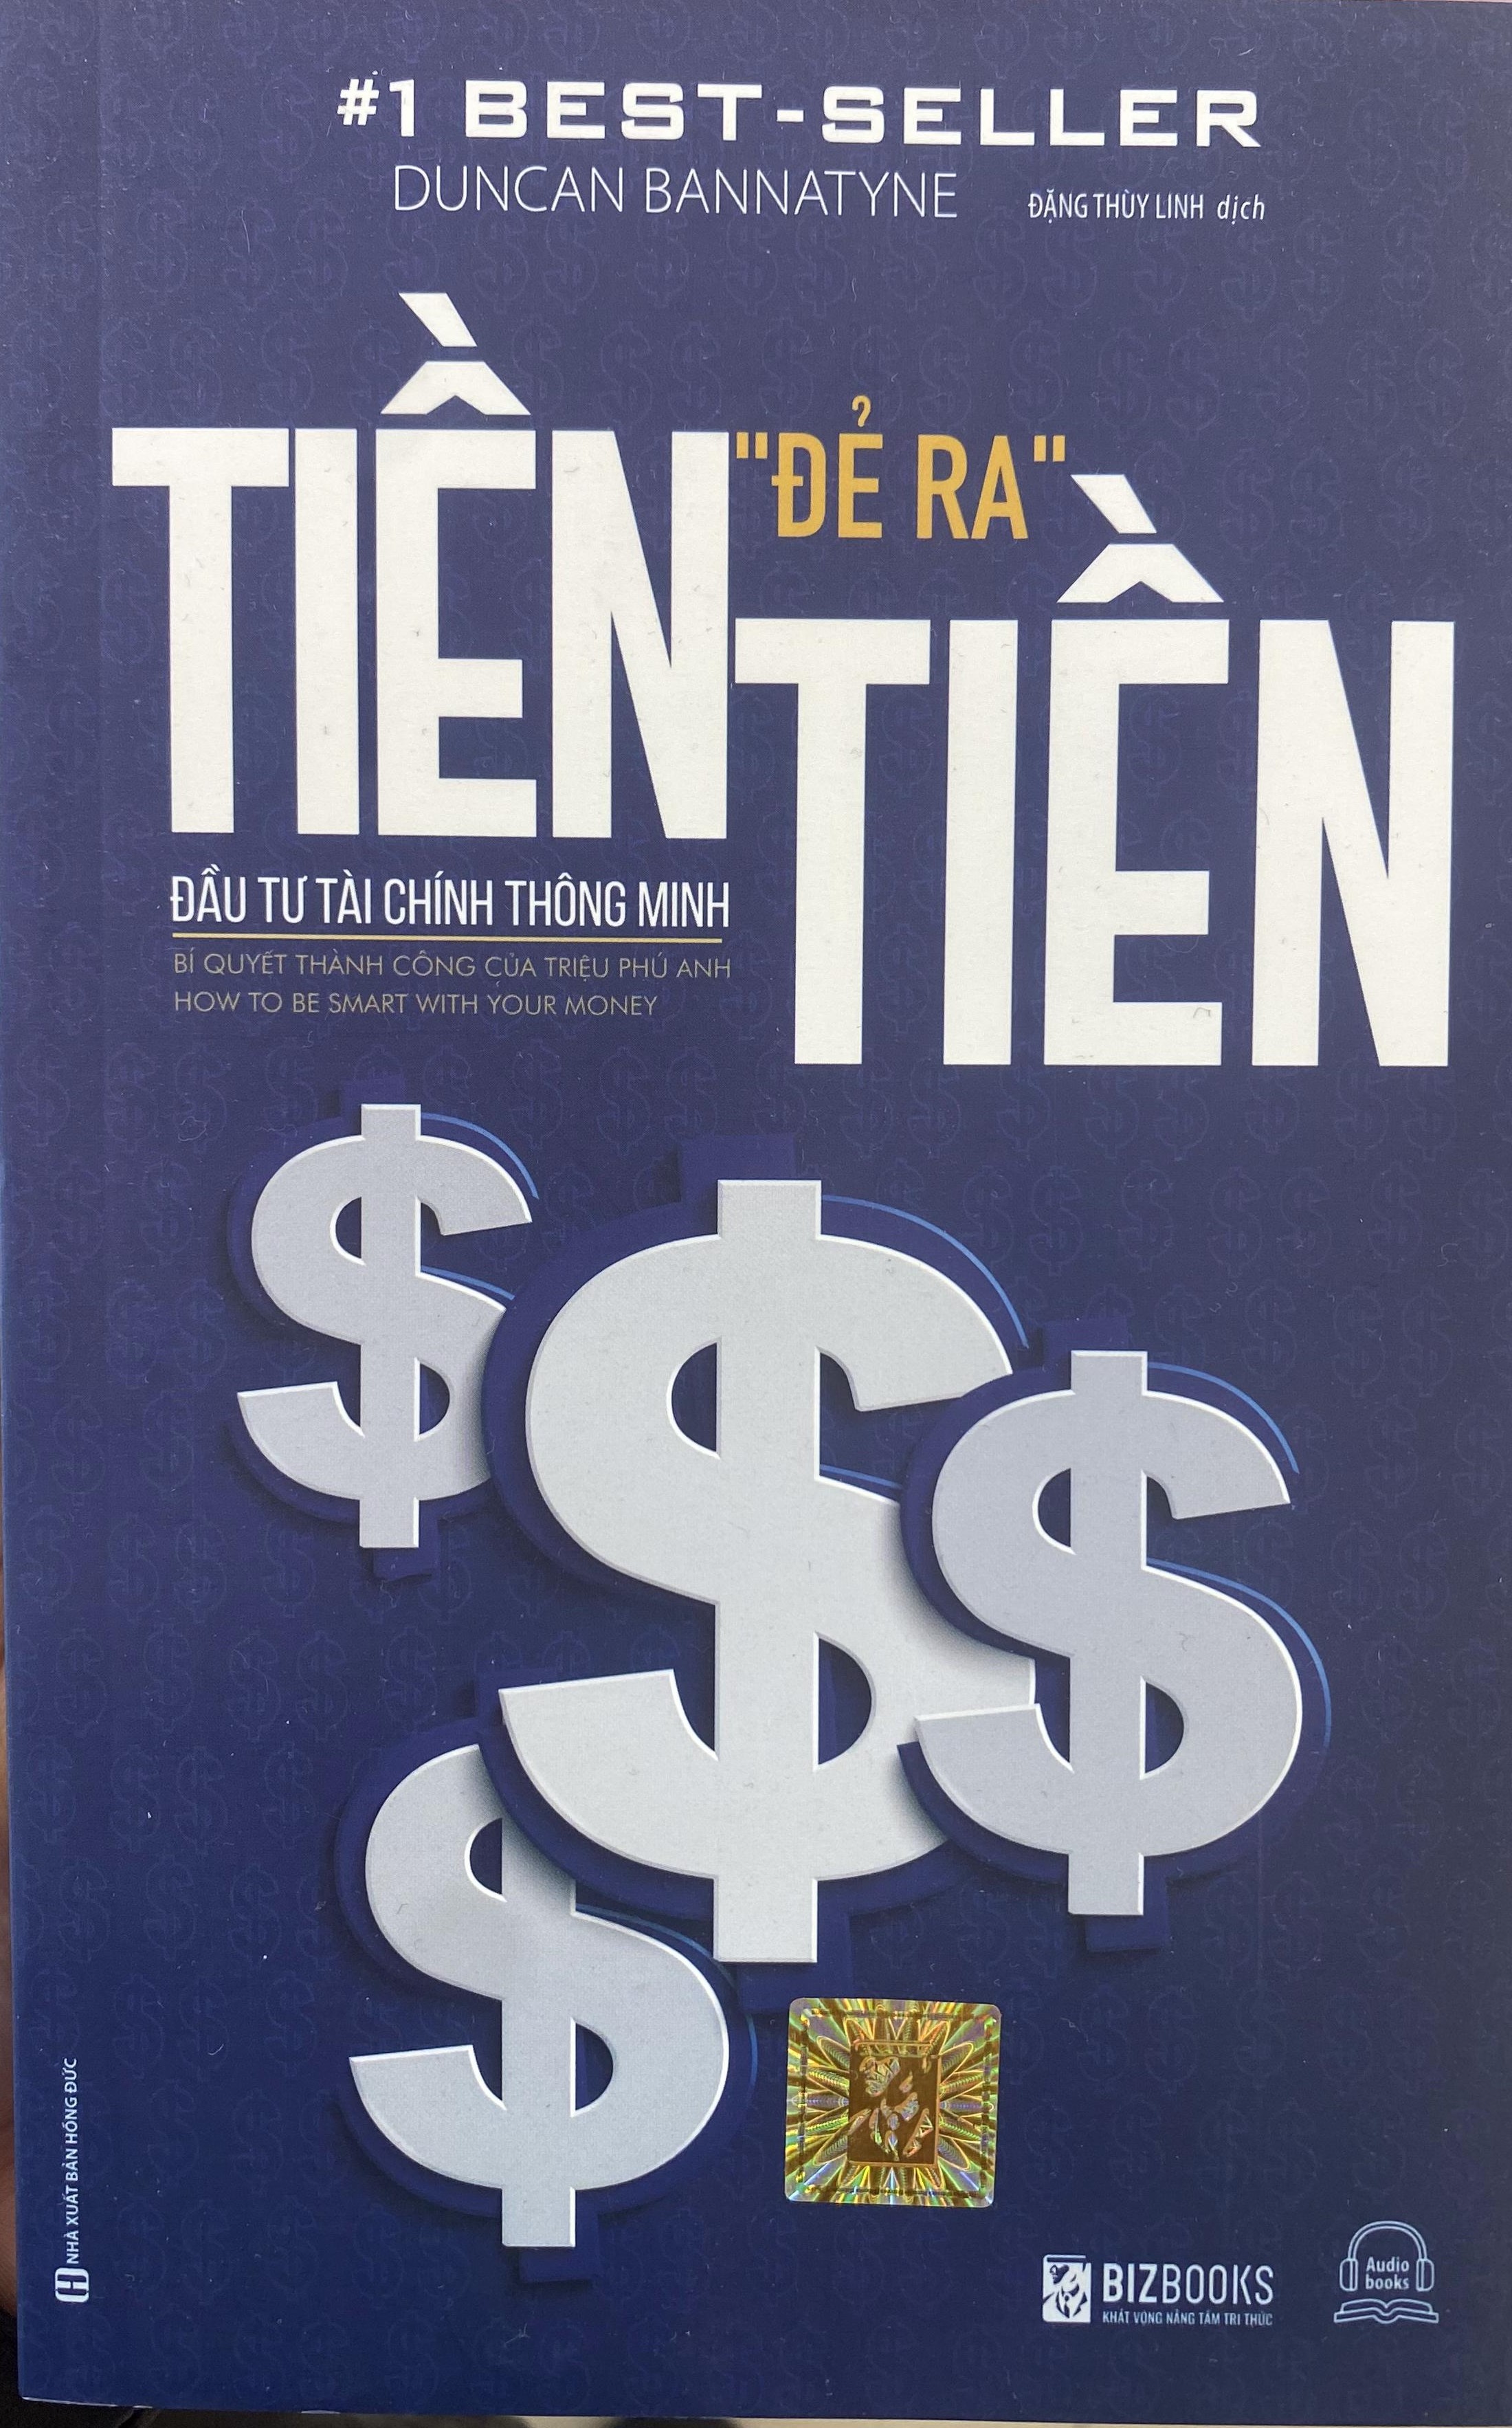 #1 BEST-SELLER
DUNCAN BANNATYNE ĐẶNG THÙY LINH dịch
TIỀN "ĐẺ RA" TIỀN
ĐẦU TƯ TÀI CHÍNH THÔNG MINH
BÍ QUYẾT THÀNH CÔNG CỦA TRIỆU PHÚ ANH
HOW TO BE SMART WITH YOUR MONEY
NHÀ XUẤT BẢN HỒNG ĐỨC
BIZBOOKS
KHÁT VỌNG NÂNG TẦM TRI THỨC
Audio
books